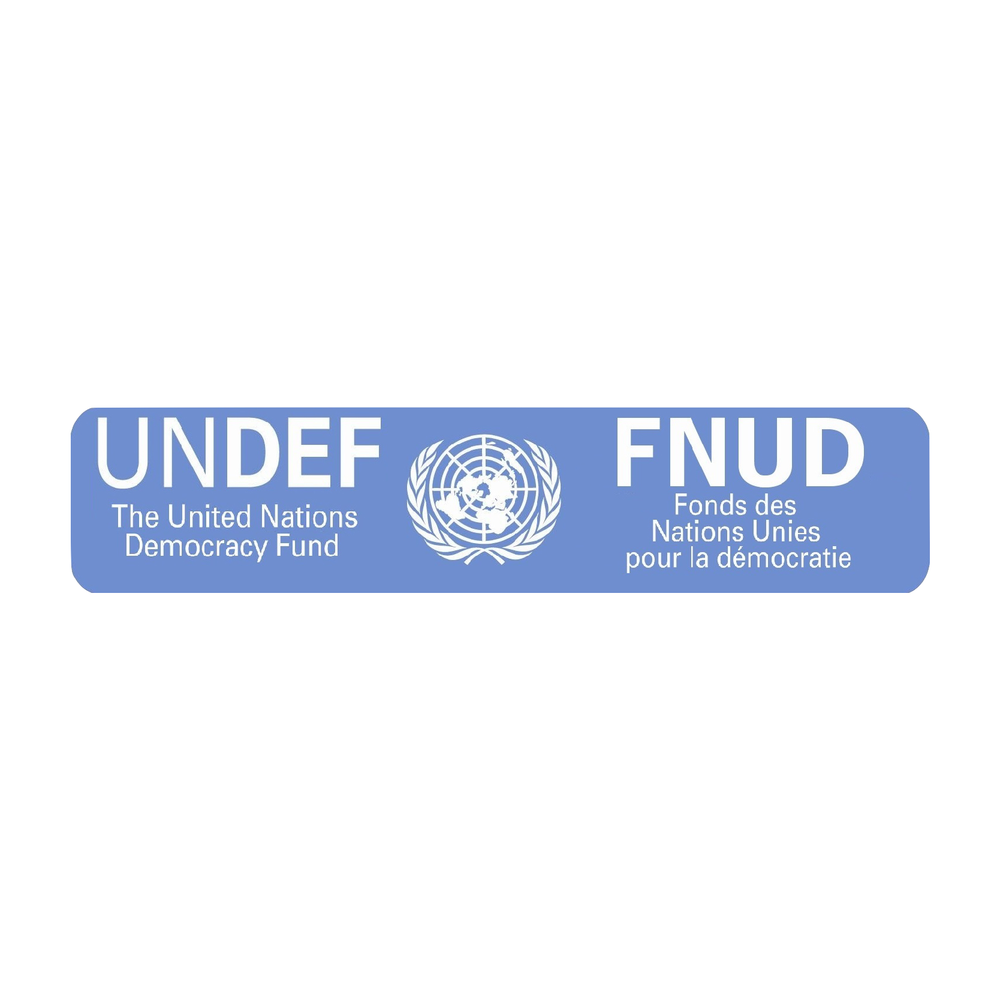 UNDEF
The United Nations
Democracy Fund
FNUD
Fonds des
Nations Unies
pour la démocratie